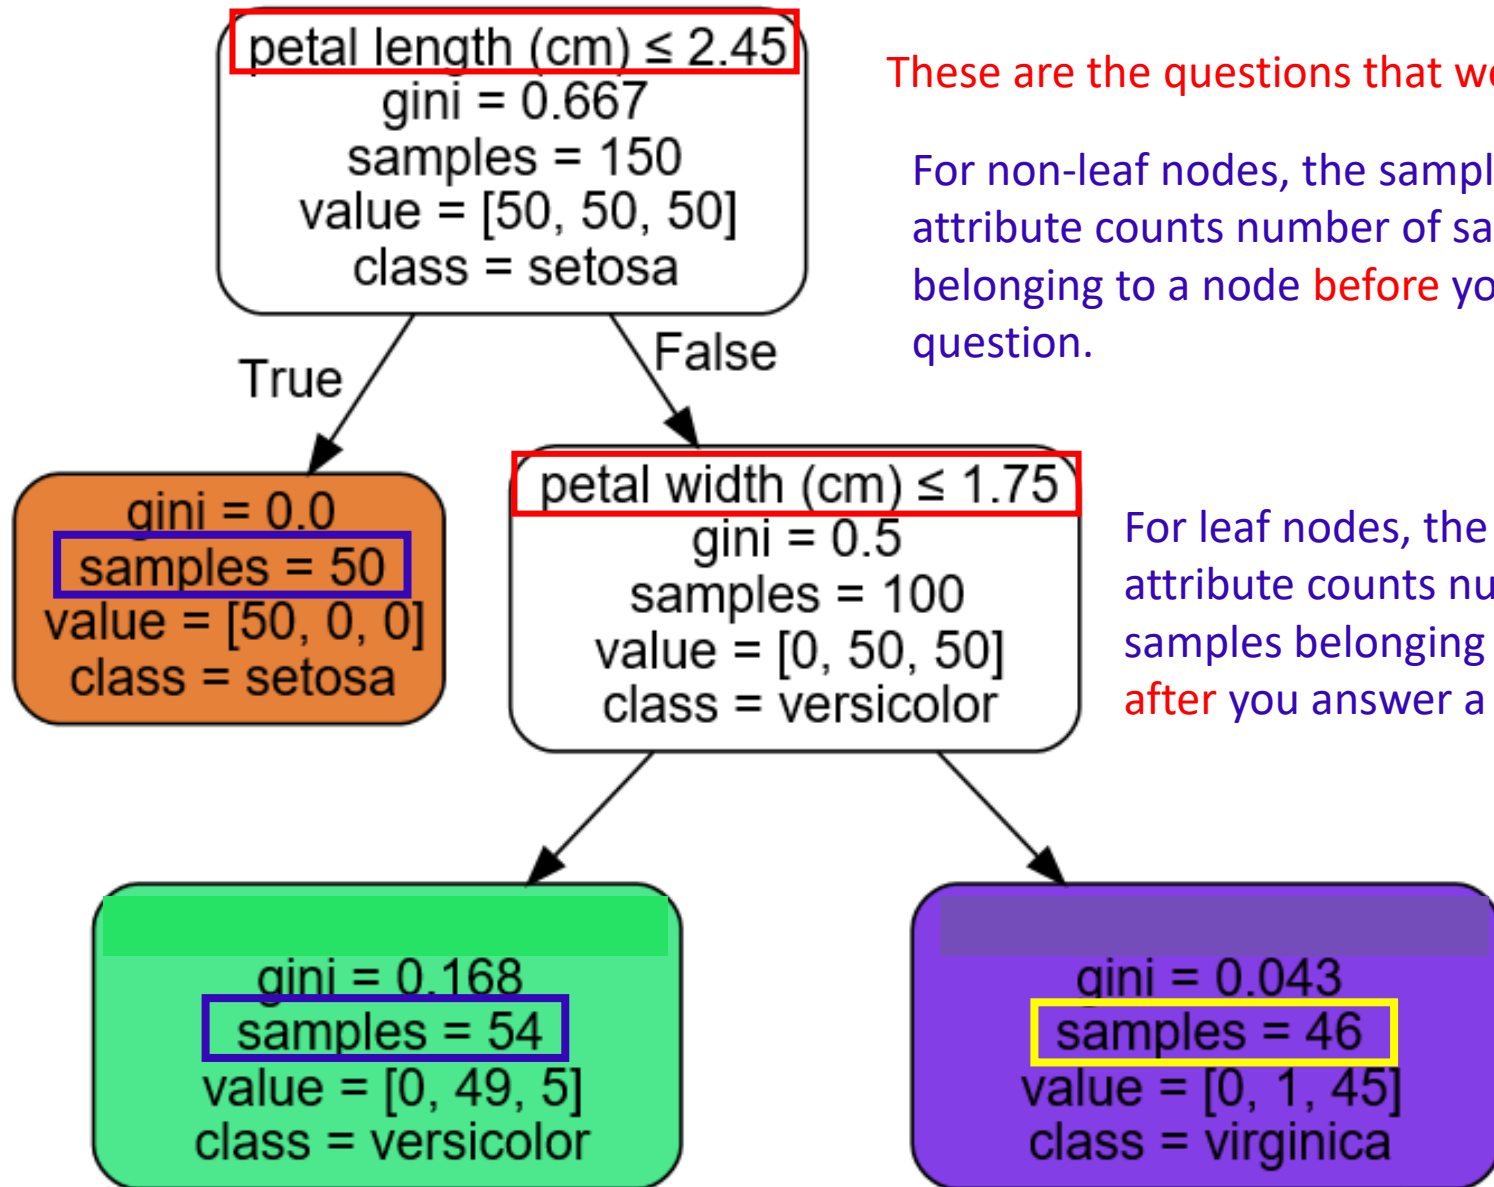 petal length (cm) ≤ 2.45
gini = 0.667
samples = 150
value = [50, 50, 50]
class = setosa
These are the questions that we
For non-leaf nodes, the sampl
attribute counts number of sa
belonging to a node before yo
question.
True
False
gini = 0.0
samples = 50
value = [50, 0, 0]
class = setosa
petal width (cm) ≤ 1.75
gini = 0.5
samples = 100
value = [0, 50, 50]
class = versicolor
For leaf nodes, the
attribute counts nu
samples belonging
after you answer a
gini = 0.168
samples = 54
value = [0, 49, 5]
class = versicolor
gini = 0.043
samples = 46
value = [0, 1, 45]
class = virginica